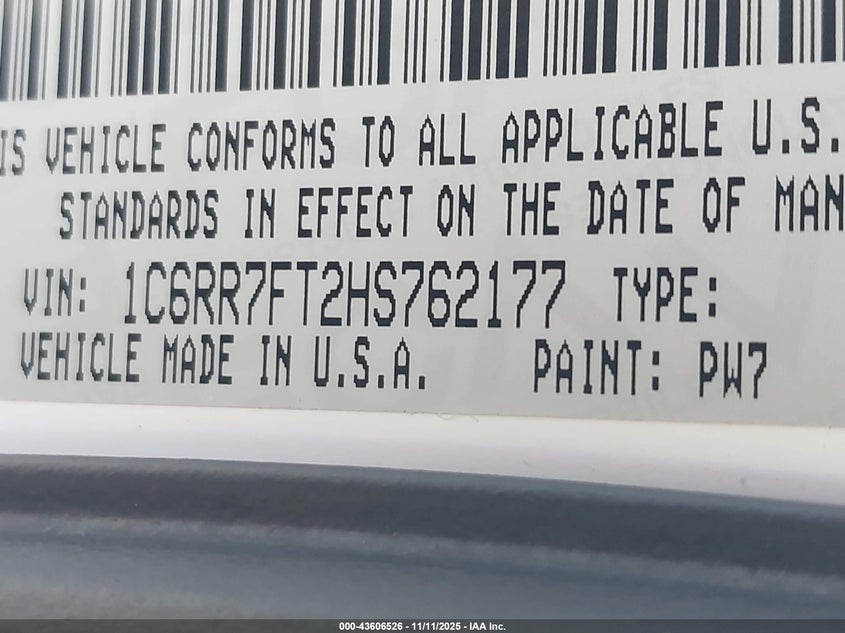 IS VEHICLE CONFORMS TO ALL APPLICABLE U.S.
STANDARDS IN EFFECT ON THE DATE OF MAN
VIN: 1C6RR7FT2HS762177 TYPE:
VEHICLE MADE IN U.S.A. PAINT: PW7
000-43606526 - 11/11/2025 - IAA Inc.